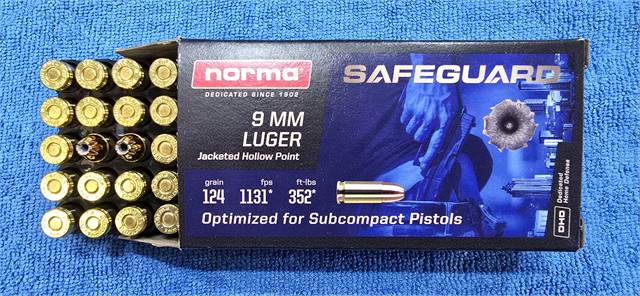 norma
DEDICATED SINCE 1902
SAFEGUARD
9 MM
LUGER
Jacketed Hollow Point
grain fps ft-lbs
124 1131* 352*
Optimized for Subcompact Pistols
DHD
Dedicated
Home Defense